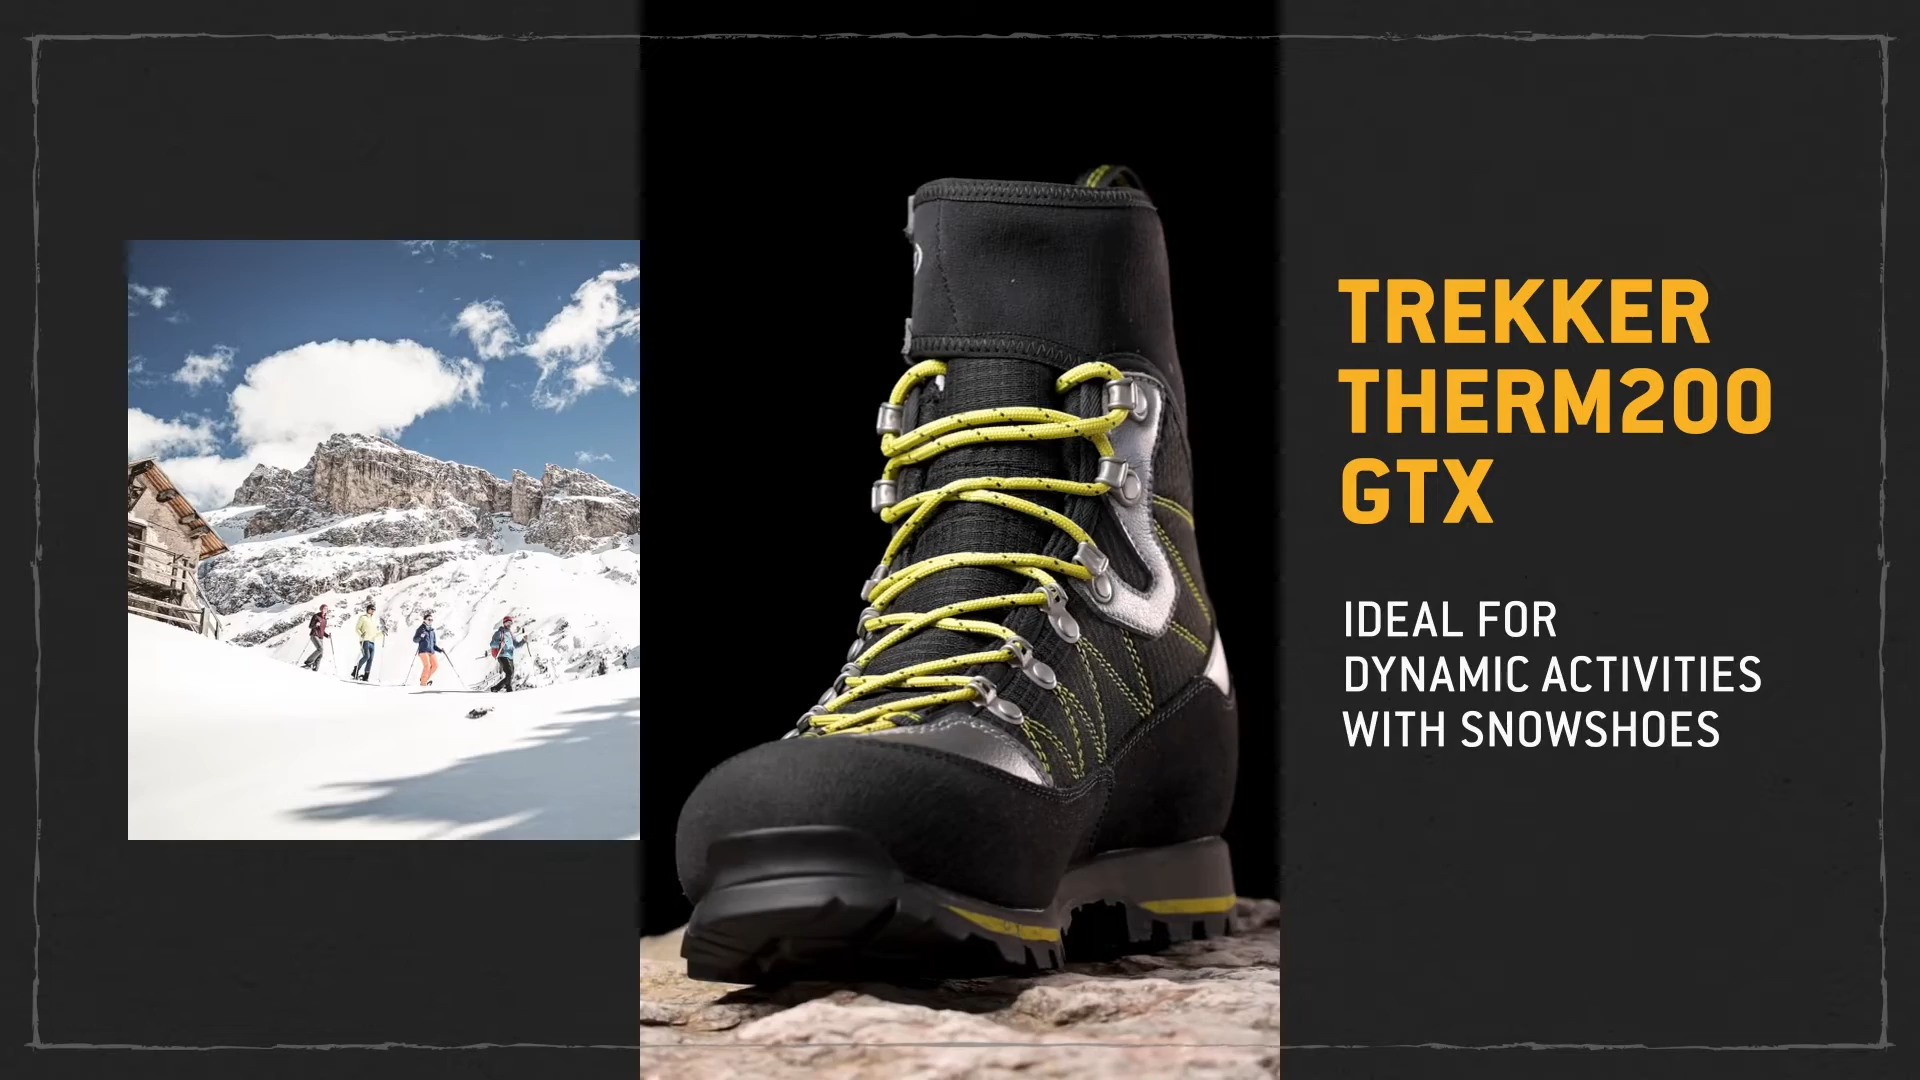 TREKKER
THERM200
GTX
IDEAL FOR
DYNAMIC ACTIVITIES
WITH SNOWSHOES